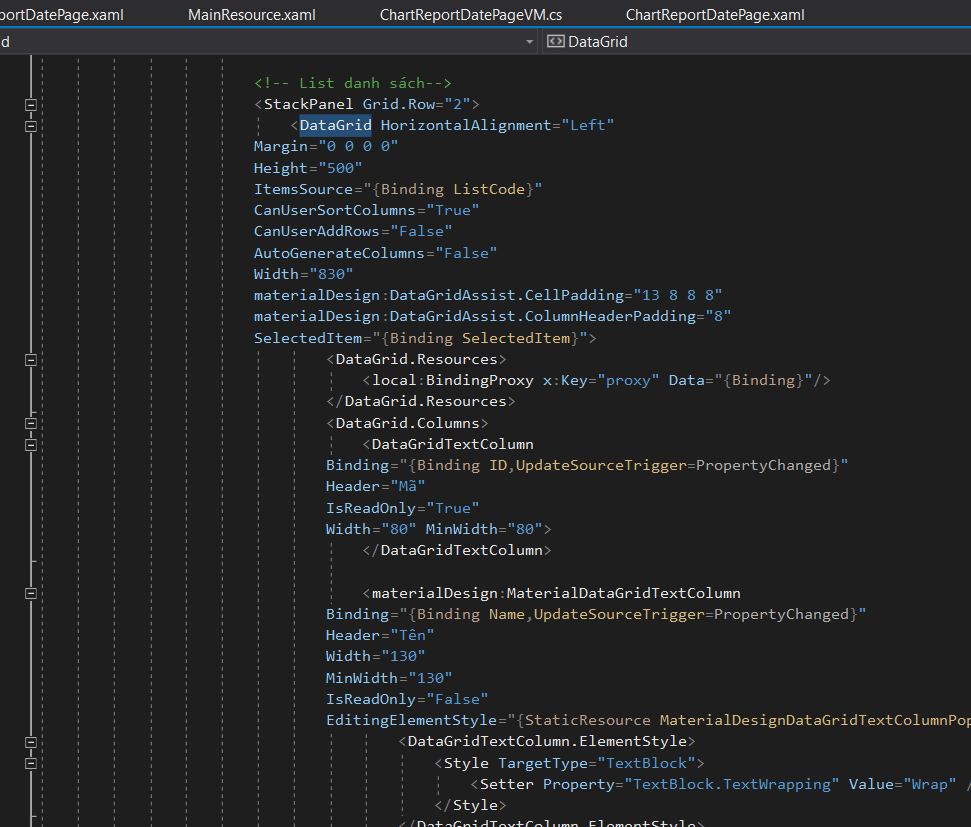 portDatePage.xaml MainResource.xaml ChartReportDatePageVM.cs ChartReportDatePage.xaml
d DataGrid
<!-- List danh sách-->
<StackPanel Grid.Row="2">
<DataGrid HorizontalAlignment="Left"
Margin="0 0 0 0"
Height="500"
ItemsSource="{Binding ListCode}"
CanUserSortColumns="True"
CanUserAddRows="False"
AutoGenerateColumns="False"
Width="830"
materialDesign:DataGridAssist.CellPadding="13 8 8 8"
materialDesign:DataGridAssist.ColumnHeaderPadding="8"
SelectedItem="{Binding SelectedItem}">
<DataGrid.Resources>
<local:BindingProxy x:Key="proxy" Data="{Binding}"/>
</DataGrid.Resources>
<DataGrid.Columns>
<DataGridTextColumn
Binding="{Binding ID,UpdateSourceTrigger=PropertyChanged}"
Header="Mã"
IsReadOnly="True"
Width="80" MinWidth="80">
</DataGridTextColumn>
<materialDesign:MaterialDataGridTextColumn
Binding="{Binding Name,UpdateSourceTrigger=PropertyChanged}"
Header="Tên"
Width="130"
MinWidth="130"
IsReadOnly="False"
EditingElementStyle="{StaticResource MaterialDesignDataGridTextColumnPop
<DataGridTextColumn.ElementStyle>
<Style TargetType="TextBlock">
<Setter Property="TextBlock.TextWrapping" Value="Wrap" /
</Style>
</DataGridTextColumn.ElementStyle>